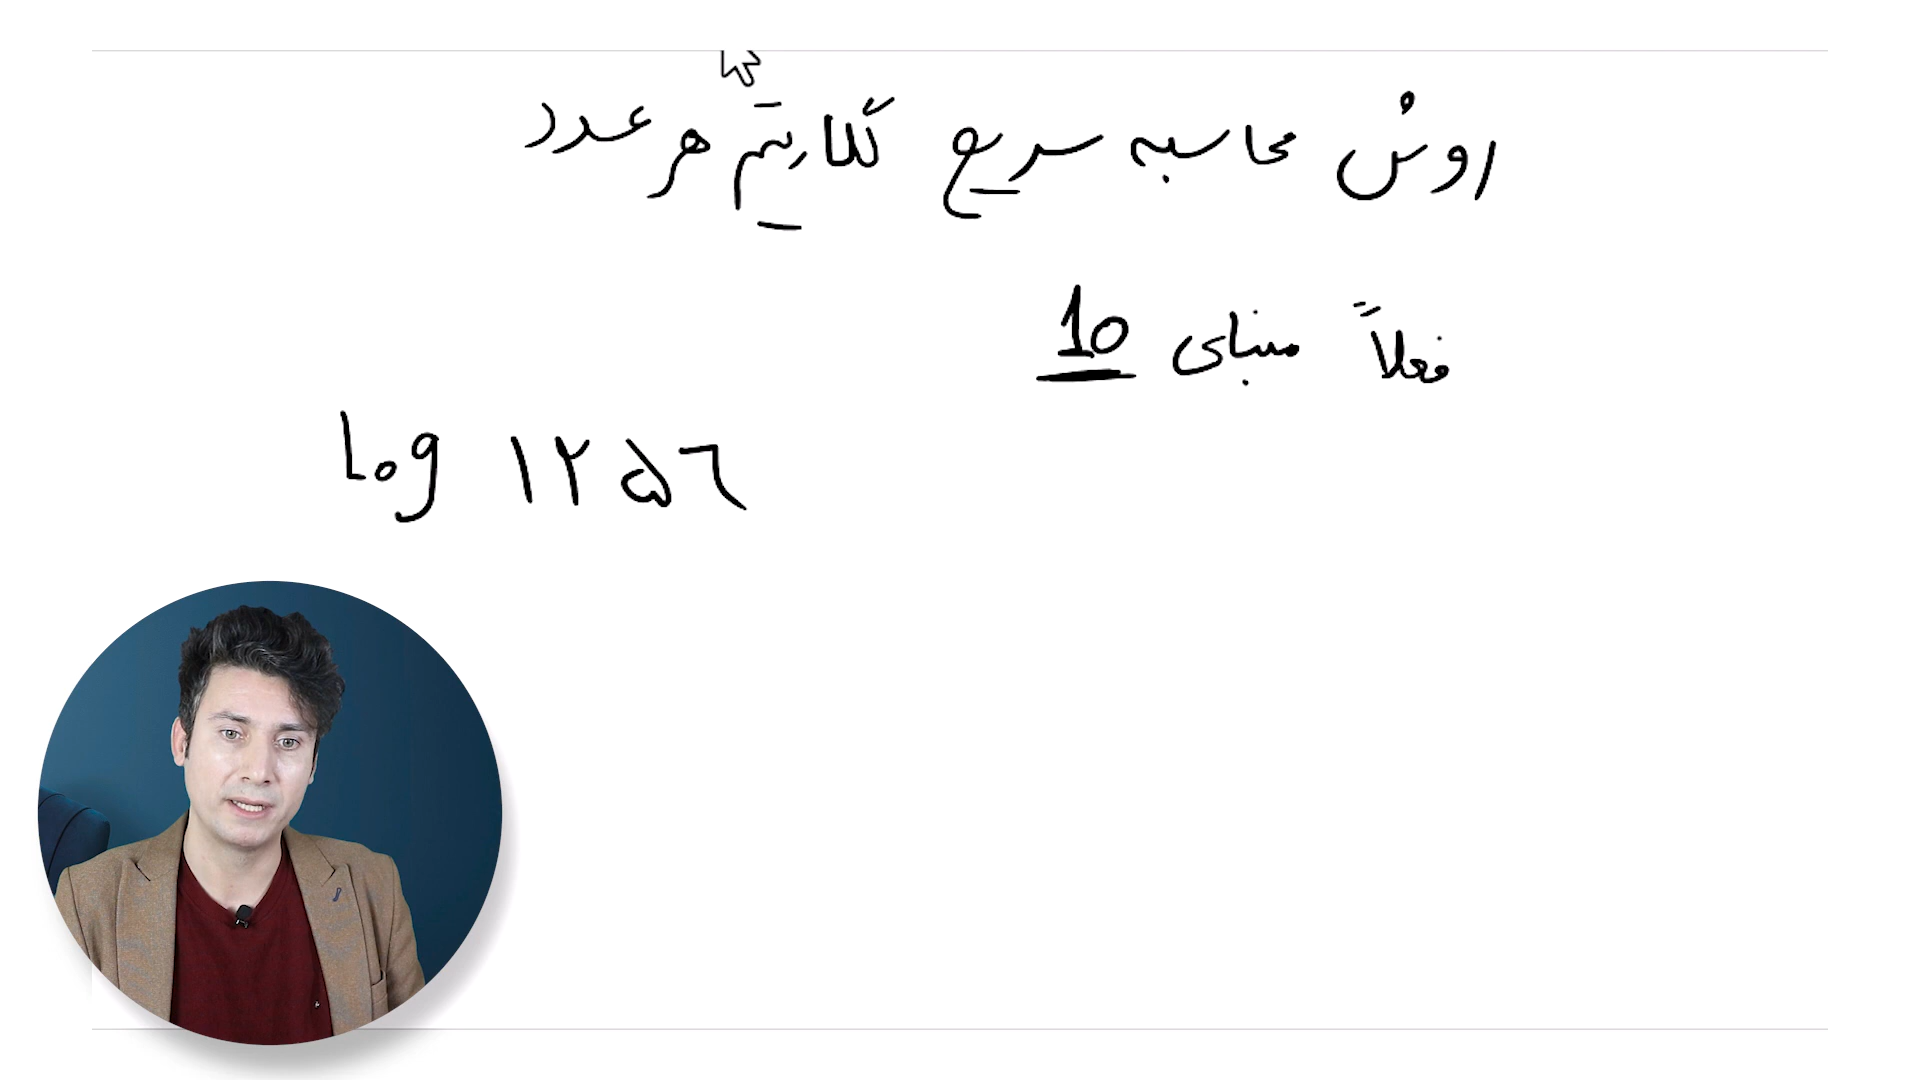 روش محاسبه سریع لگاریتم هر عدد
فعلاً مبنای 10
log ۱۲۵۶